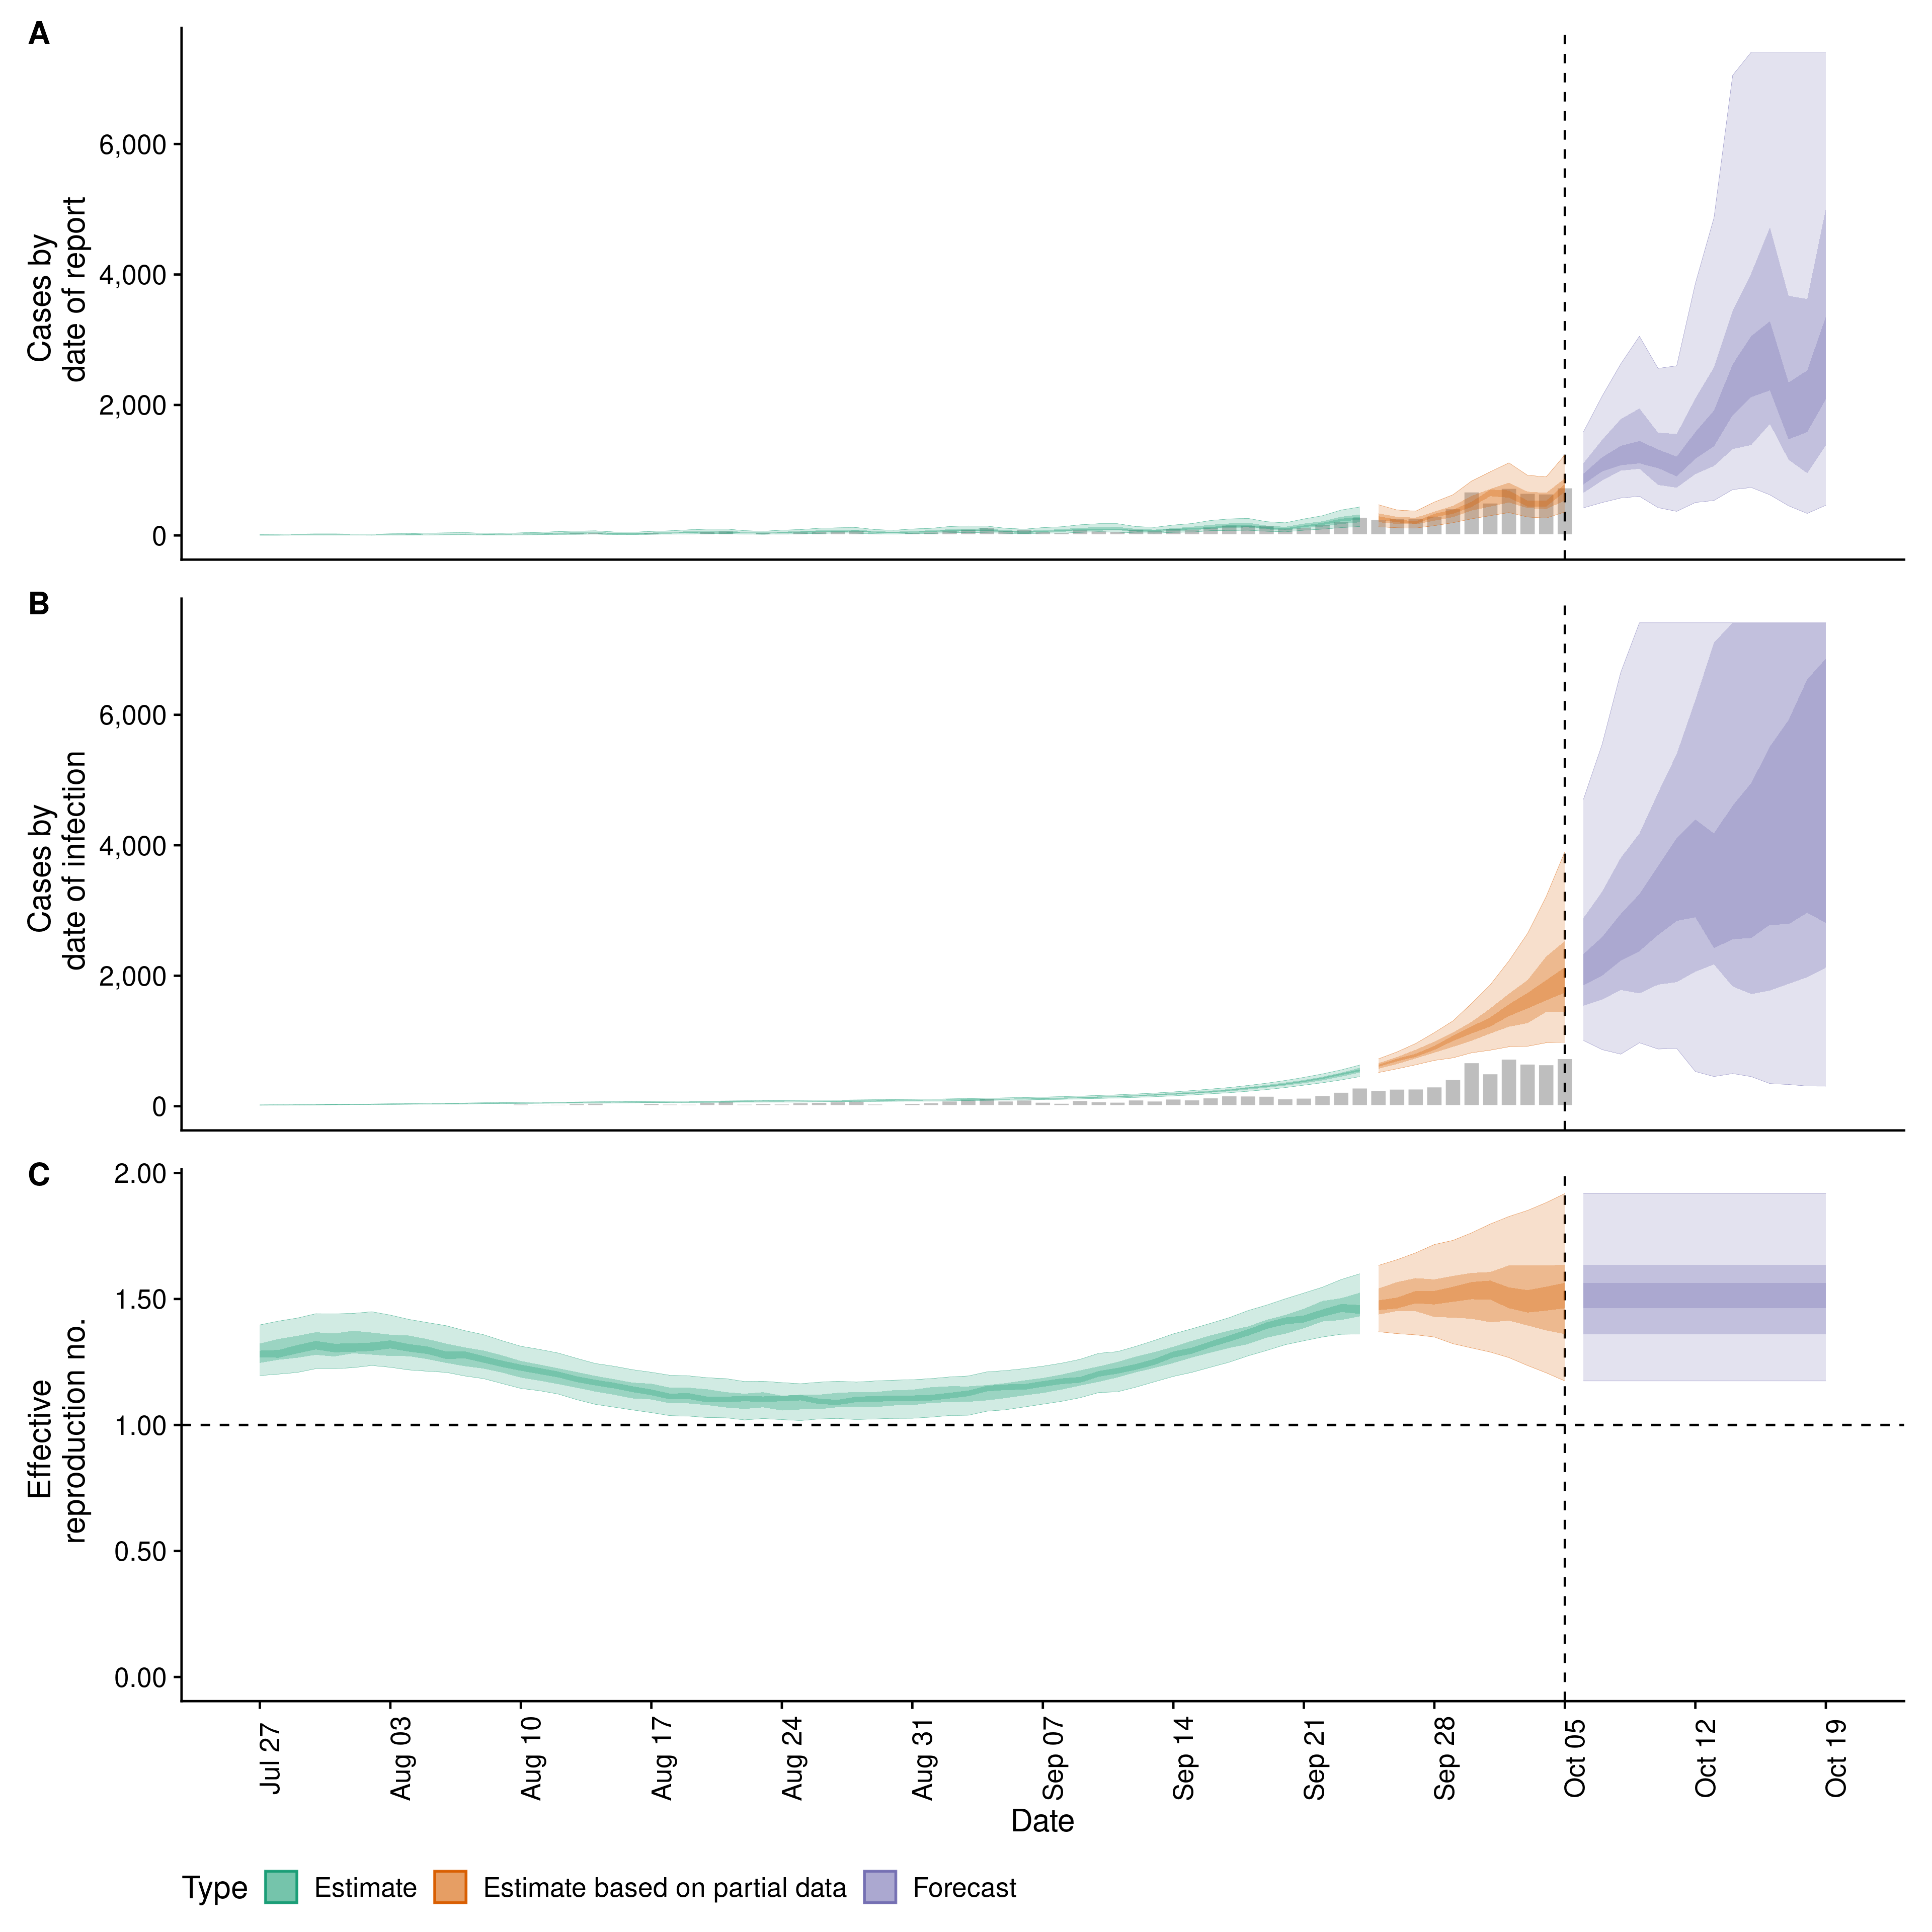 A
Cases by
date of report
6,000
4,000
2,000
0
B
Cases by
date of infection
6,000
4,000
2,000
0
C
Effective
reproduction no.
2.00
1.50
1.00
0.50
0.00
Jul 27
Aug 03
Aug 10
Aug 17
Aug 24
Aug 31
Sep 07
Sep 14
Sep 21
Sep 28
Oct 05
Oct 12
Oct 19
Date
Type Estimate Estimate based on partial data Forecast